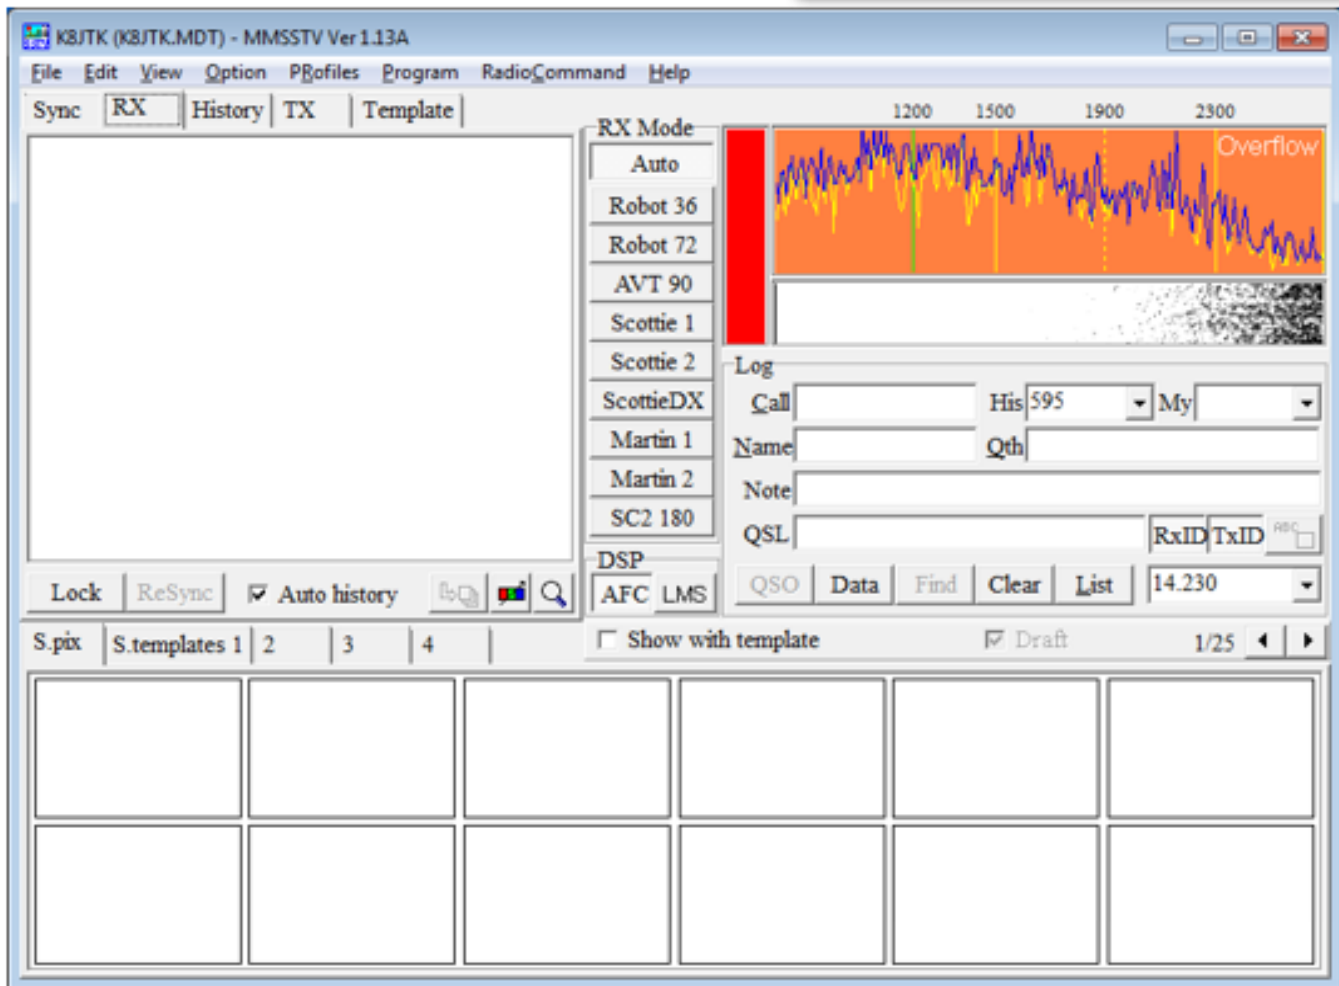 K8JTK (K8JTK.MDT) - MMSSTV Ver 1.13A
File Edit View Option PRofiles Program RadioCommand Help
Sync RX History TX Template
RX Mode
Auto
Robot 36
Robot 72
AVT 90
Scottie 1
Scottie 2
ScottieDX
Martin 1
Martin 2
SC2 180
DSP
AFC LMS
1200 1500 1900 2300
Overflow
Log
Call His 595 My
Name Qth
Note
QSL RxID TxID ABC
QSO Data Find Clear List 14.230
Lock ReSync Auto history
Show with template Draft 1/25
S.pix S.templates 1 2 3 4